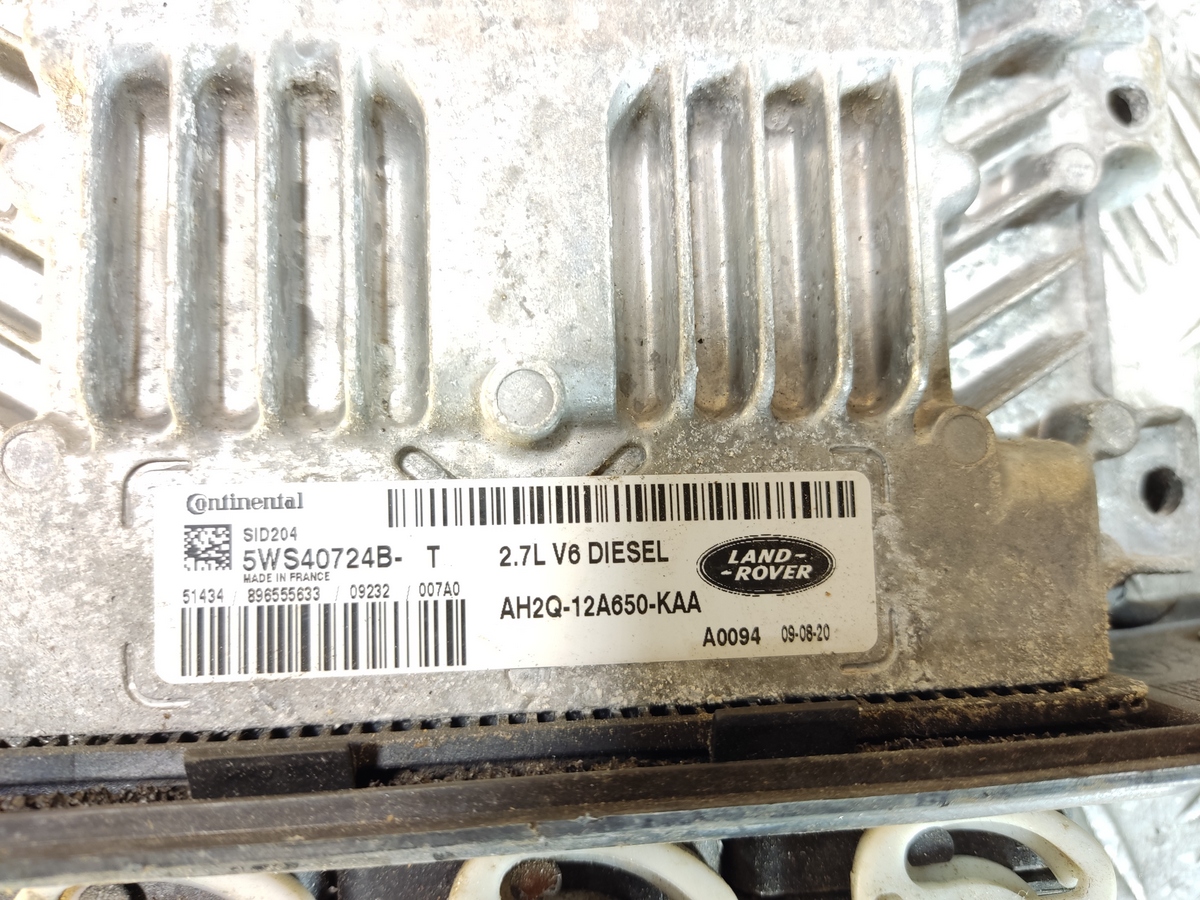 Continental
SID204
5WS40724B- T
MADE IN FRANCE
51434 / 896555633 / 09232 / 007A0
2.7L V6 DIESEL
LAND-
-ROVER
AH2Q-12A650-KAA
A0094 09-08-20